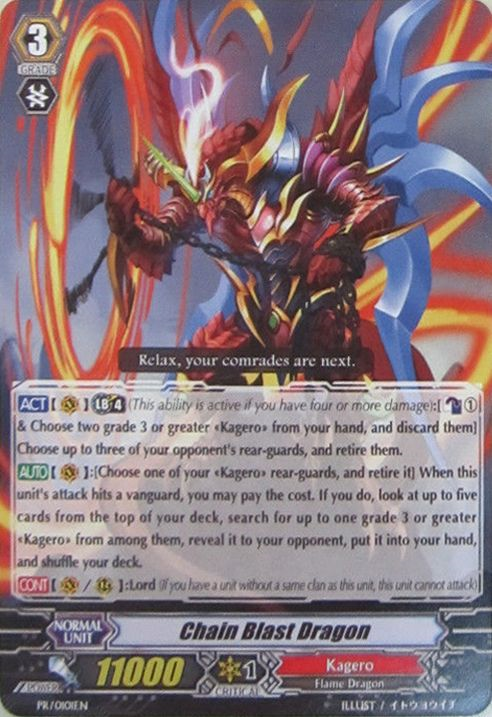 3
GRADE
Relax, your comrades are next.
ACT [ ] LB 4 (This ability is active if you have four or more damage):[ 1
& Choose two grade 3 or greater «Kagero» from your hand, and discard them]
Choose up to three of your opponent's rear-guards, and retire them.
AUTO [ ]:[Choose one of your «Kagero» rear-guards, and retire it] When this
unit's attack hits a vanguard, you may pay the cost. If you do, look at up to five
cards from the top of your deck, search for up to one grade 3 or greater
«Kagero» from among them, reveal it to your opponent, put it into your hand,
and shuffle your deck.
CONT [ / ]:Lord (If you have a unit without a same clan as this unit, this unit cannot attack)
NORMAL
UNIT
Chain Blast Dragon
POWER
11000
1
CRITICAL
Kagero
Flame Dragon
PR/0101EN
ILLUST / イトウヨウイチ